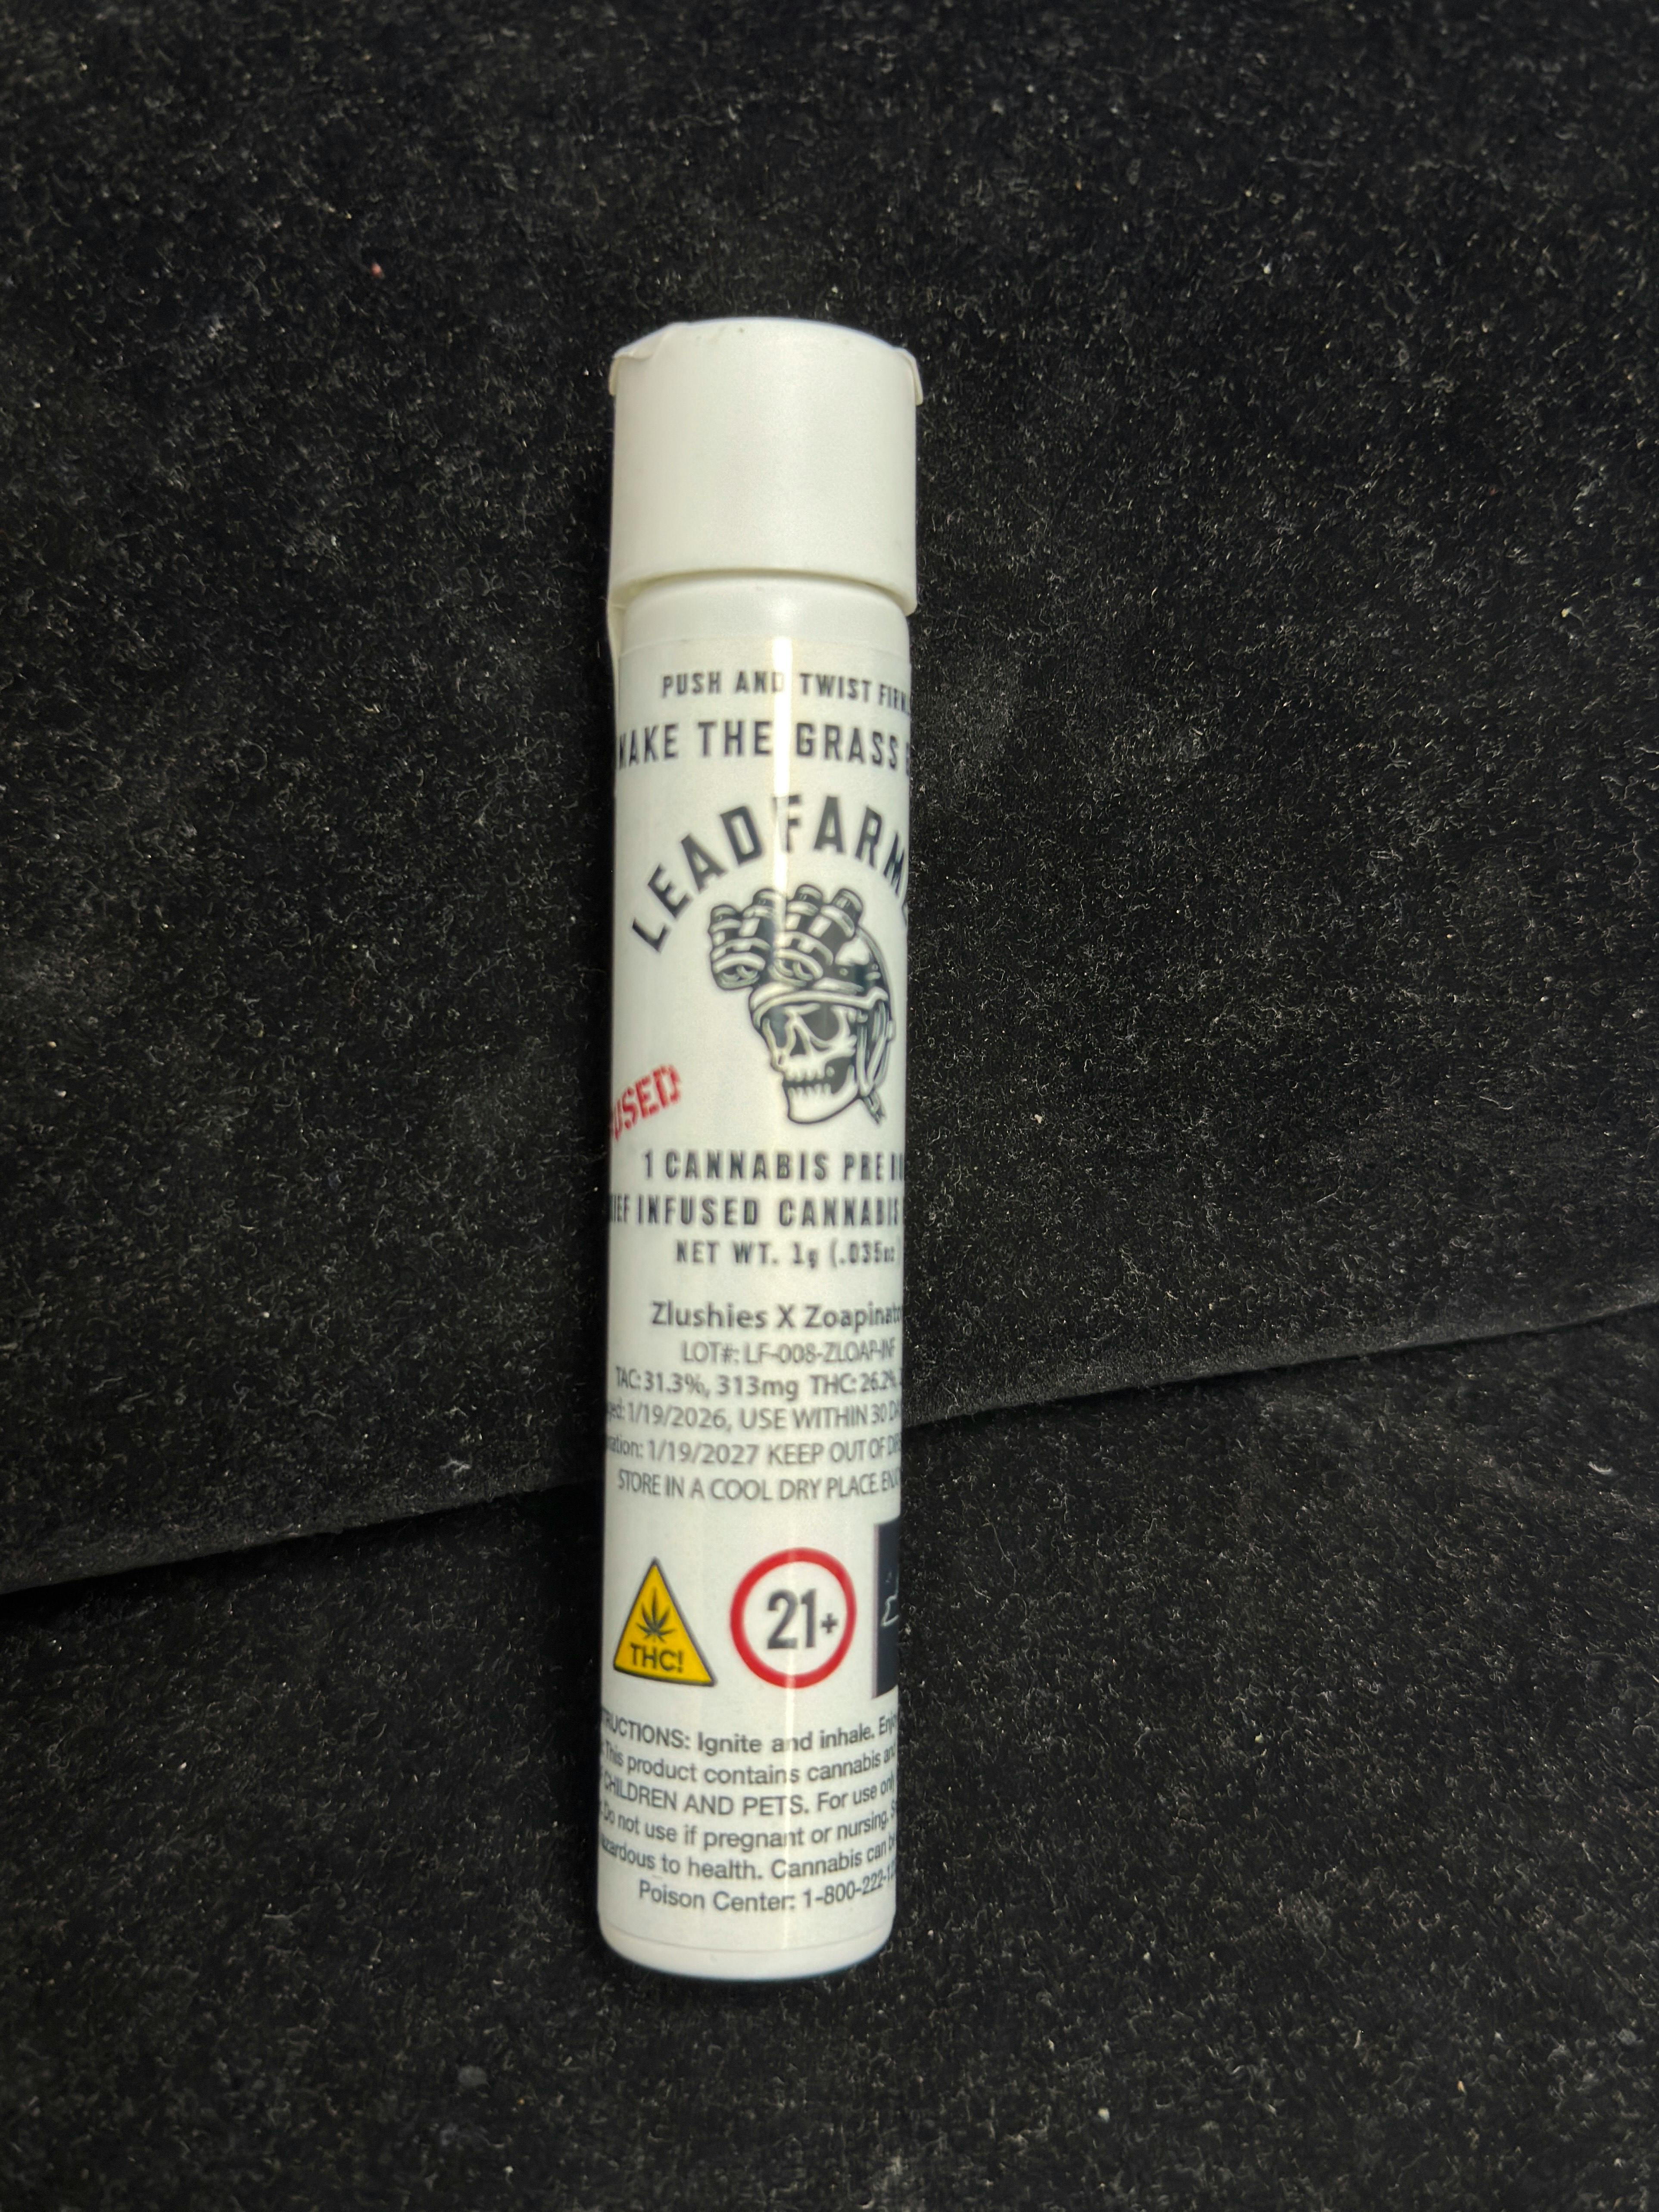 PUSH AND TWIST
MAKE THE GRASS
LEAD FARM
USED
1 CANNABIS PRE
INFUSED CANNABIS
NET WT. 1g (.035oz
Zlushies X Zoapinato
LOT#: LF-008-ZLOAP-INF
TAC: 31.3%, 313mg THC: 26.2%,
1/19/2026, USE WITHIN 30
1/19/2027 KEEP OUT OF
STORE IN A COOL DRY PLACE.
THC!
21+
RUCTIONS: Ignite and inhale.
This product contains cannabis and
CHILDREN AND PETS. For use only
Do not use if pregnant or nursing.
to health. Cannabis can
Poison Center: 1-800-222-